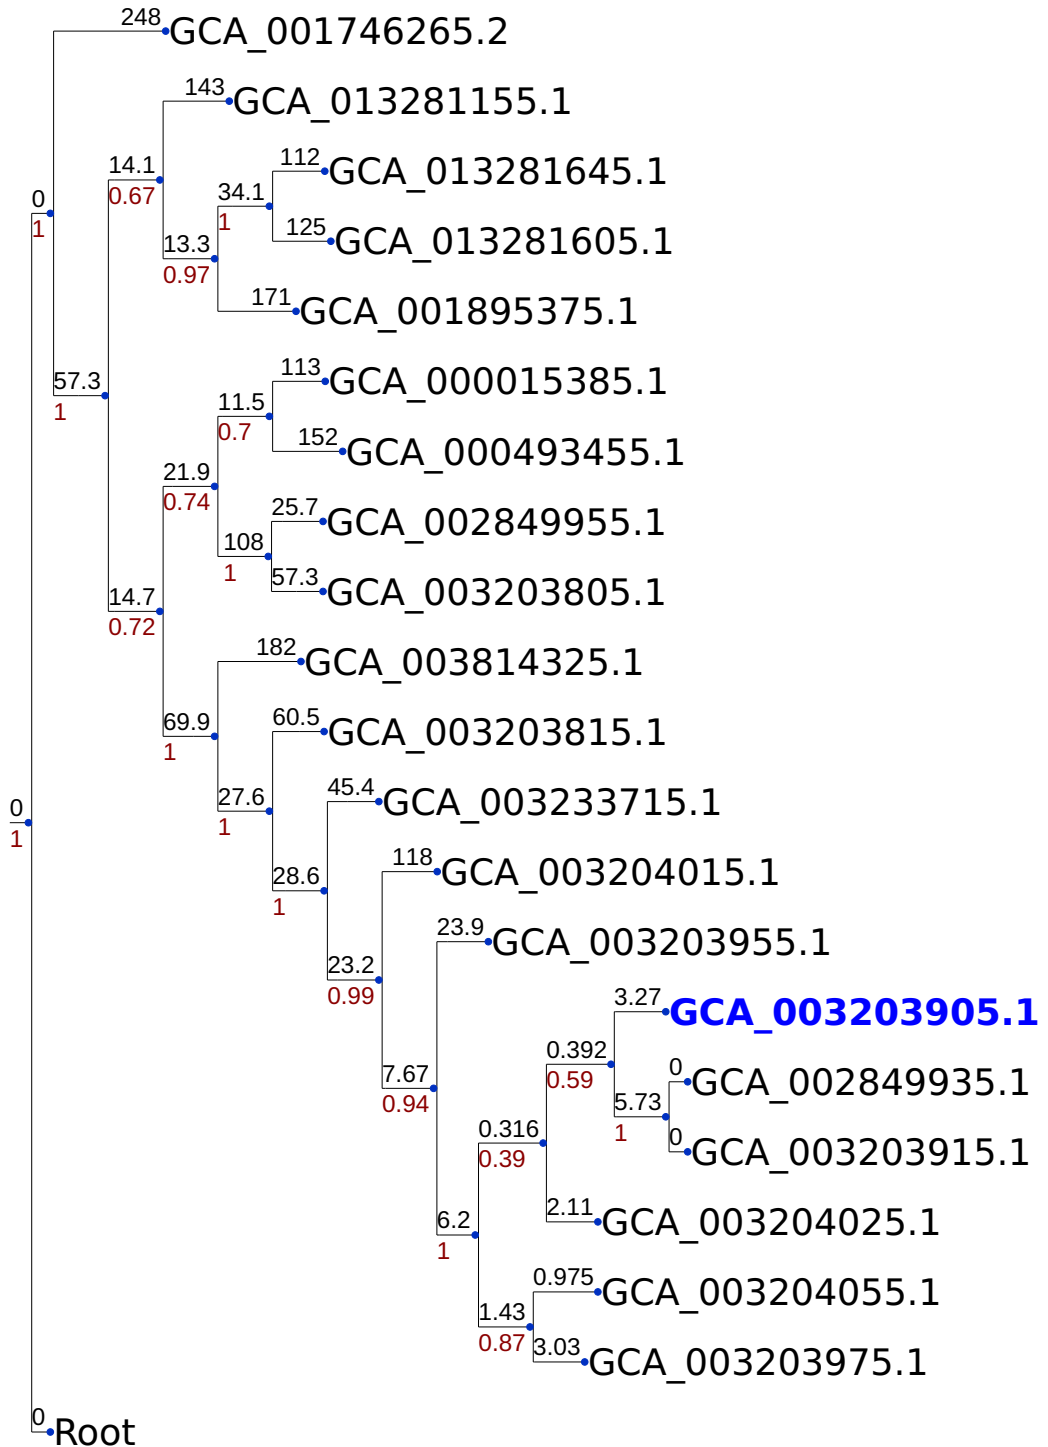 248
GCA_001746265.2
143
GCA_013281155.1
112
GCA_013281645.1
14.1
0.67
34.1
1
0
1
125
GCA_013281605.1
13.3
0.97
171
GCA_001895375.1
57.3
1
113
GCA_000015385.1
11.5
0.7
152
GCA_000493455.1
21.9
0.74
25.7
GCA_002849955.1
108
1
57.3
GCA_003203805.1
14.7
0.72
182
GCA_003814325.1
69.9
1
60.5
GCA_003203815.1
27.6
1
45.4
GCA_003233715.1
0
1
28.6
1
118
GCA_003204015.1
23.2
0.99
23.9
GCA_003203955.1
3.27
GCA_003203905.1
0.392
0.59
7.67
0.94
0
GCA_002849935.1
5.73
1
0.316
0.39
0
GCA_003203915.1
6.2
1
2.11
GCA_003204025.1
0.975
GCA_003204055.1
1.43
0.87
3.03
GCA_003203975.1
0
Root